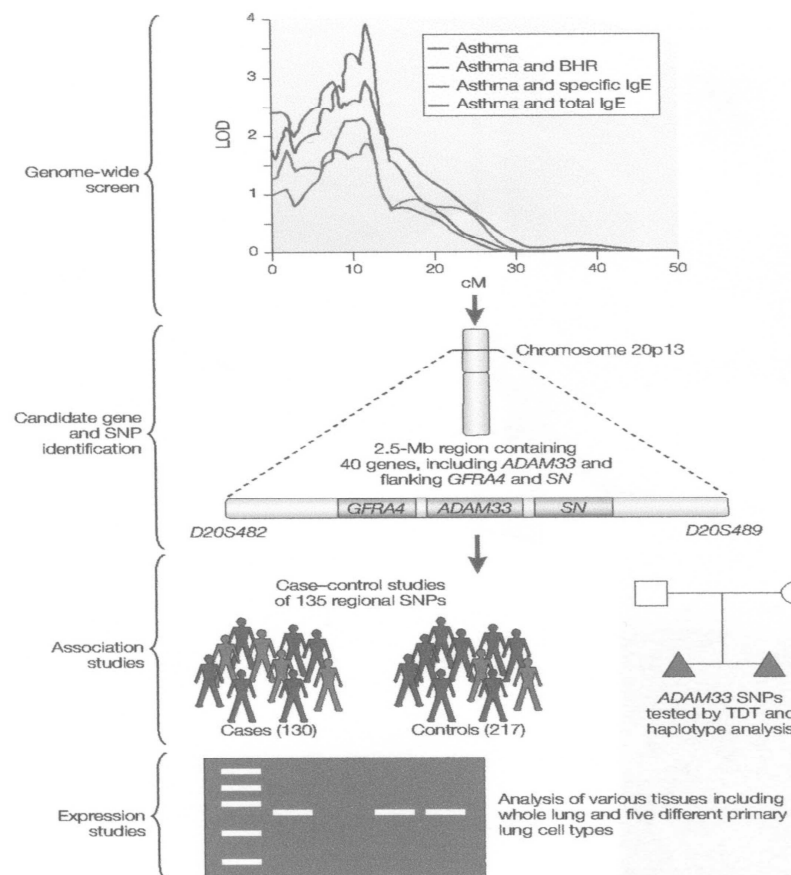 4
3
2
1
0
LOD
Asthma
Asthma and BHR
Asthma and specific IgE
Asthma and total IgE
0 10 20 30 40 50
cM
Genome-wide
screen
Chromosome 20p13
Candidate gene
and SNP
identification
2.5-Mb region containing
40 genes, including ADAM33 and
flanking GFRA4 and SN
GFRA4 ADAM33 SN
D20S482 D20S489
Case–control studies
of 135 regional SNPs
Association
studies
Cases (130) Controls (217)
ADAM33 SNPs
tested by TDT and
haplotype analysis
Expression
studies
Analysis of various tissues including
whole lung and five different primary
lung cell types